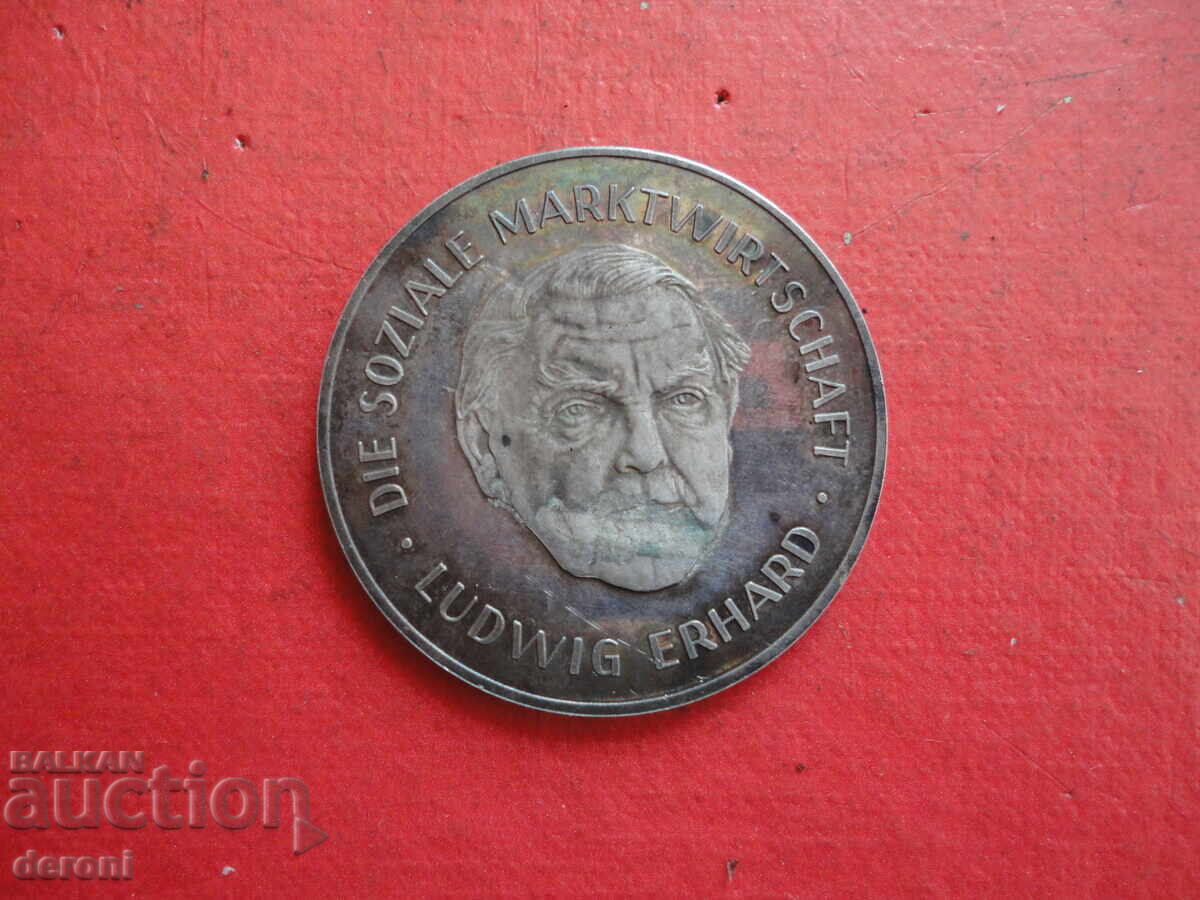 DIE SOZIALE MARKTWIRTSCHAFT
· LUDWIG ERHARD ·
BALKAN
auction
deroni